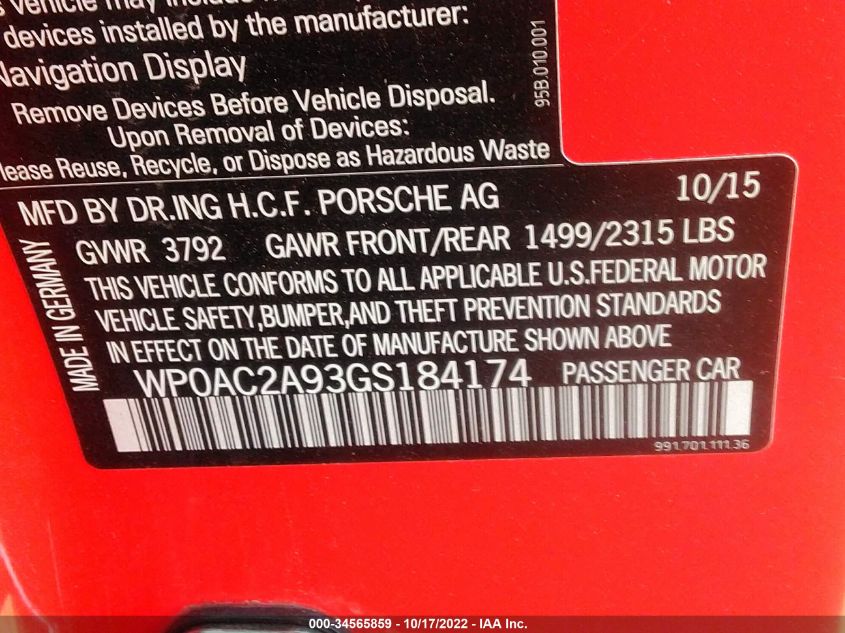 vehicle may include
devices installed by the manufacturer:
Navigation Display
Remove Devices Before Vehicle Disposal.
Upon Removal of Devices:
Please Reuse, Recycle, or Dispose as Hazardous Waste
95B.010.001
MFD BY DR.ING H.C.F. PORSCHE AG 10/15
GVWR 3792 GAWR FRONT/REAR 1499/2315 LBS
THIS VEHICLE CONFORMS TO ALL APPLICABLE U.S.FEDERAL MOTOR
VEHICLE SAFETY,BUMPER,AND THEFT PREVENTION STANDARDS
IN EFFECT ON THE DATE OF MANUFACTURE SHOWN ABOVE
MADE IN GERMANY
WP0AC2A93GS184174 PASSENGER CAR
991.701.111.36
000-34565859 - 10/17/2022 - IAA Inc.